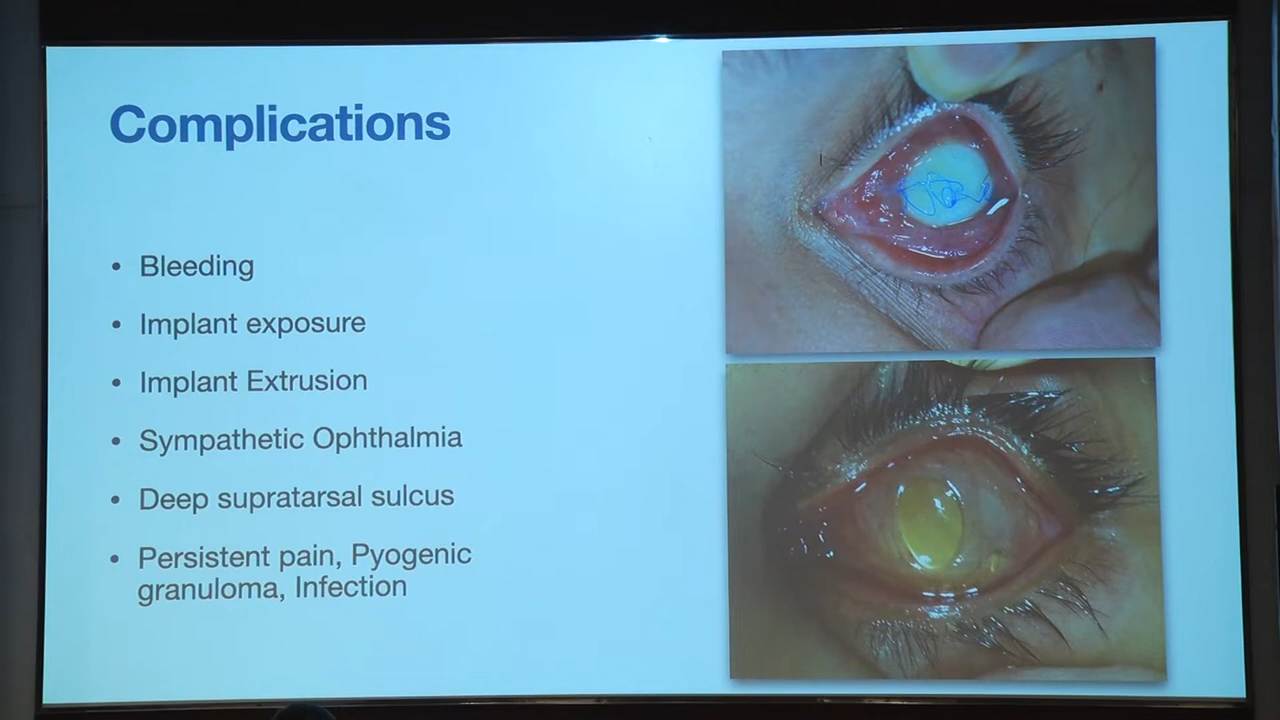 Complications
• Bleeding
• Implant exposure
• Implant Extrusion
• Sympathetic Ophthalmia
• Deep supratarsal sulcus
• Persistent pain, Pyogenic
granuloma, Infection